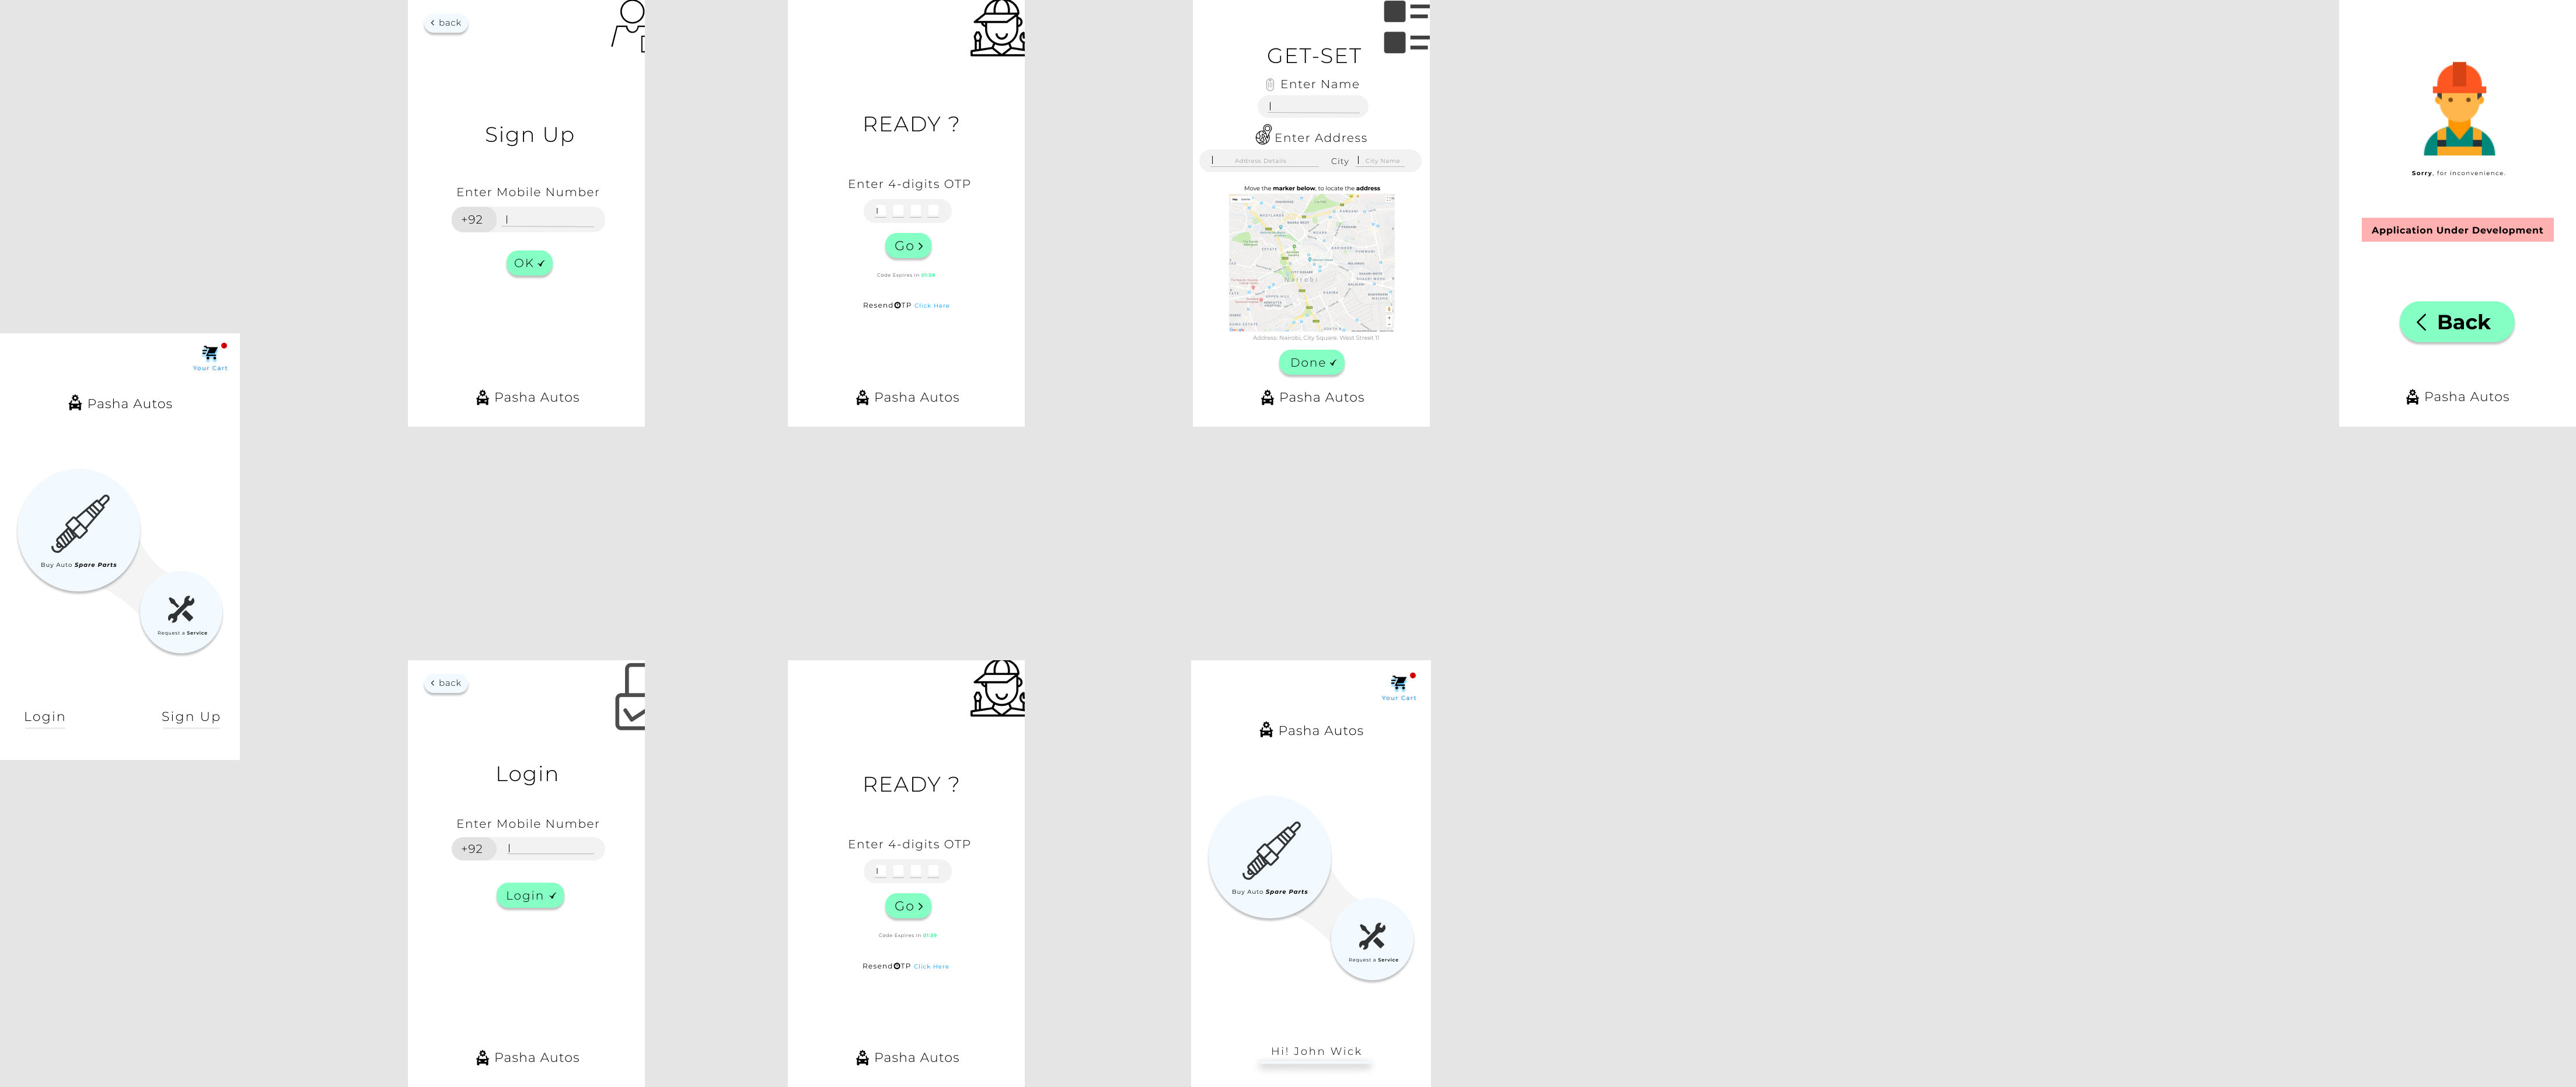 Your Cart
Pasha Autos
Buy Auto Spare Parts
Request a Service
Login
Sign Up
back
Sign Up
Enter Mobile Number
+92
OK
Pasha Autos
READY ?
Enter 4-digits OTP
Go
Code Expires In 01:59
Resend OTP Click Here
Pasha Autos
GET-SET
Enter Name
Enter Address
Address Details City City Name
Move the marker below, to locate the address
Nairobi
Address: Nairobi, City Square, West Street 11
Done
Pasha Autos
Sorry, for inconvenience.
Application Under Development
Back
Pasha Autos
back
Login
Enter Mobile Number
+92
Login
Pasha Autos
READY ?
Enter 4-digits OTP
Go
Code Expires In 01:59
Resend OTP Click Here
Pasha Autos
Your Cart
Pasha Autos
Buy Auto Spare Parts
Request a Service
Hi! John Wick